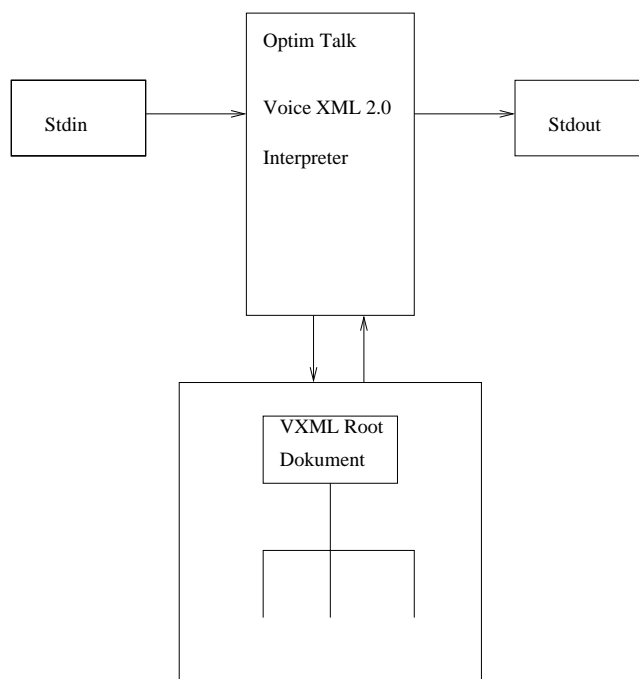 Optim Talk
Stdin
Voice XML 2.0
Interpreter
Stdout
VXML Root
Dokument